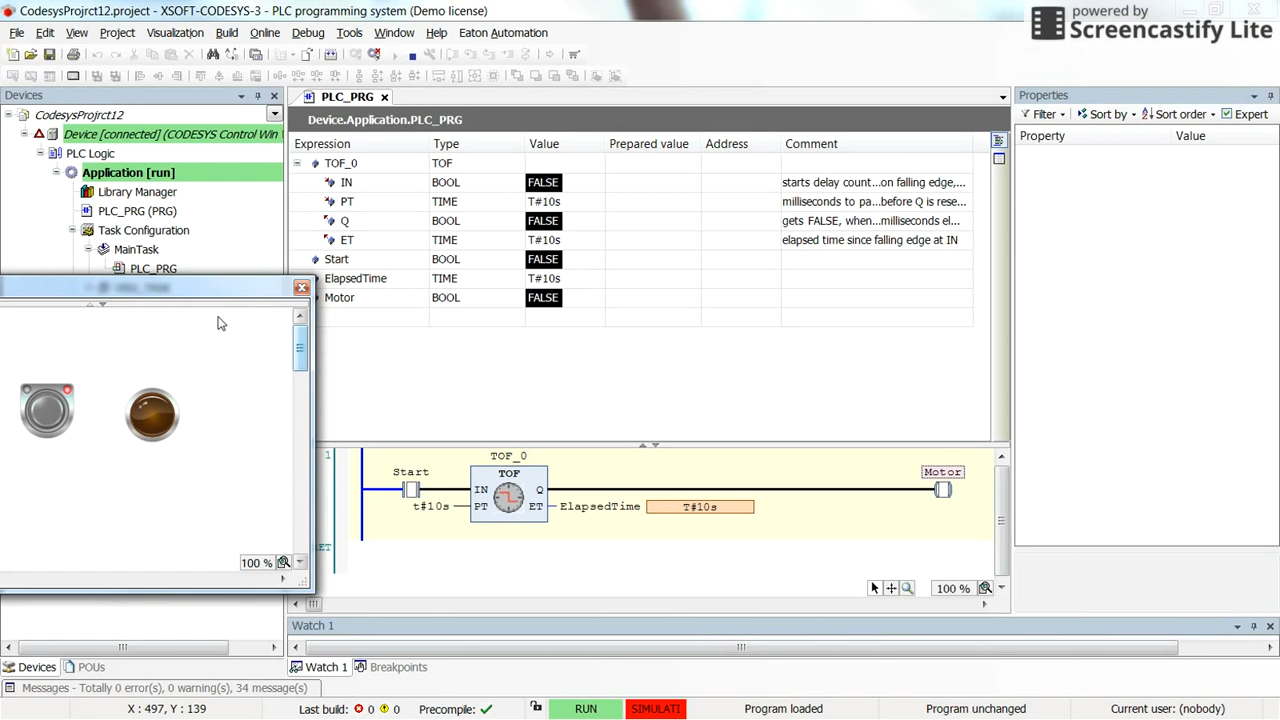 CodesysProjrct12.project - XSOFT-CODESYS-3 - PLC programming system (Demo license)
powered by
Screencastify Lite
File Edit View Project Visualization Build Online Debug Tools Window Help Eaton Automation
Devices
CodesysProjrct12
Device [connected] (CODESYS Control Win
PLC Logic
Application [run]
Library Manager
PLC_PRG (PRG)
Task Configuration
MainTask
PLC_PRG
100 %
Devices POUs
PLC_PRG
Device.Application.PLC_PRG
Expression Type Value Prepared value Address Comment
TOF_0 TOF
IN BOOL FALSE starts delay count...on falling edge,...
PT TIME T#10s milliseconds to pa...before Q is rese...
Q BOOL FALSE gets FALSE, when...milliseconds el...
ET TIME T#10s elapsed time since falling edge at IN
Start BOOL FALSE
ElapsedTime TIME T#10s
Motor BOOL FALSE
1
TOF_0
Start TOF Motor
IN Q
t#10s PT ET ElapsedTime T#10s
ET
100 %
Watch 1
Watch 1 Breakpoints
Properties
Filter Sort by Sort order Expert
Property Value
Messages - Totally 0 error(s), 0 warning(s), 34 message(s)
X : 497, Y : 139 Last build: 0 0 Precompile: RUN SIMULATI Program loaded Program unchanged Current user: (nobody)